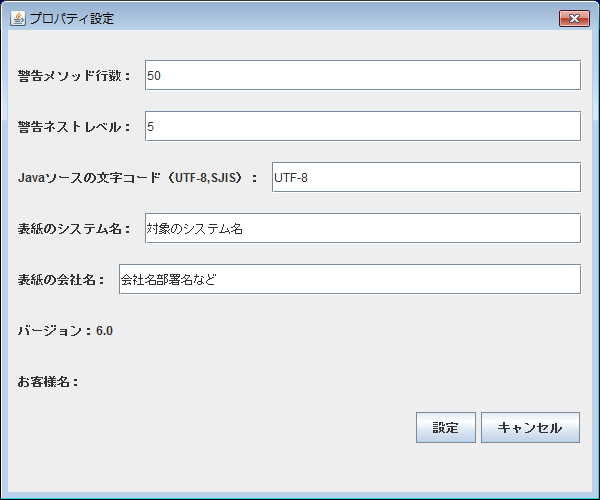 プロパティ設定
警告メソッド行数： 50
警告ネストレベル： 5
Javaソースの文字コード（UTF-8,SJIS）： UTF-8
表紙のシステム名： 対象のシステム名
表紙の会社名： 会社名部署名など
バージョン：6.0
お客様名：
設定 キャンセル